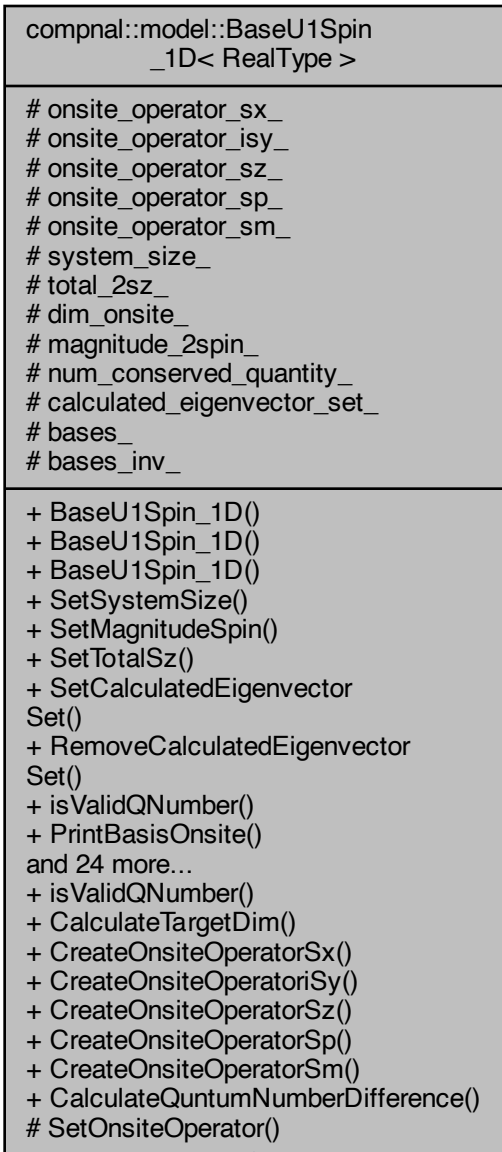 compnal::model::BaseU1Spin
_1D< RealType >
# onsite_operator_sx_
# onsite_operator_isy_
# onsite_operator_sz_
# onsite_operator_sp_
# onsite_operator_sm_
# system_size_
# total_2sz_
# dim_onsite_
# magnitude_2spin_
# num_conserved_quantity_
# calculated_eigenvector_set_
# bases_
# bases_inv_
+ BaseU1Spin_1D()
+ BaseU1Spin_1D()
+ BaseU1Spin_1D()
+ SetSystemSize()
+ SetMagnitudeSpin()
+ SetTotalSz()
+ SetCalculatedEigenvector
Set()
+ RemoveCalculatedEigenvector
Set()
+ isValidQNumber()
+ PrintBasisOnsite()
and 24 more...
+ isValidQNumber()
+ CalculateTargetDim()
+ CreateOnsiteOperatorSx()
+ CreateOnsiteOperatoriSy()
+ CreateOnsiteOperatorSz()
+ CreateOnsiteOperatorSp()
+ CreateOnsiteOperatorSm()
+ CalculateQuntumNumberDifference()
# SetOnsiteOperator()